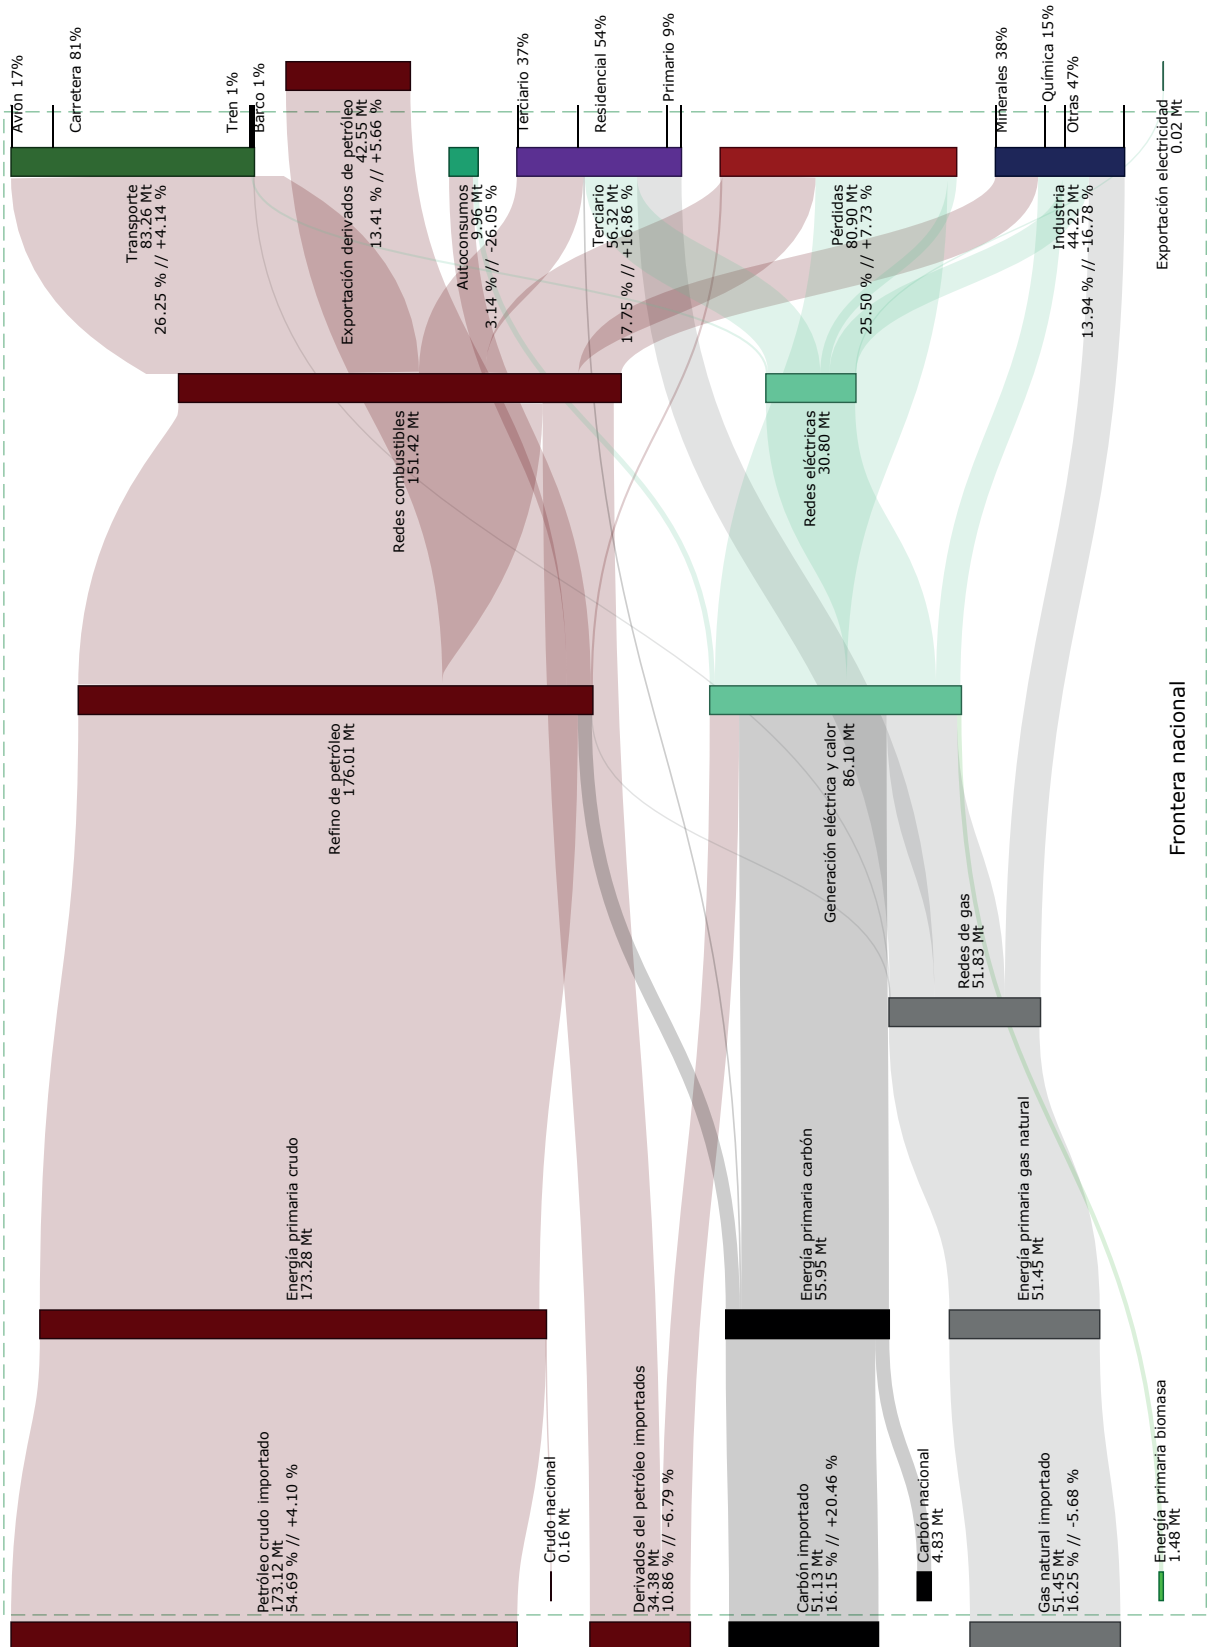 Petróleo crudo importado
173.12 Mt
54.69 % // +4.10 %
Crudo nacional
0.16 Mt
Derivados del petróleo importados
34.38 Mt
10.86 % // -6.79 %
Carbón importado
51.13 Mt
16.15 % // +20.46 %
Carbón nacional
4.83 Mt
Gas natural importado
51.45 Mt
16.25 % // -5.68 %
Energía primaria biomasa
1.48 Mt
Energía primaria crudo
173.28 Mt
Energía primaria carbón
55.95 Mt
Energía primaria gas natural
51.45 Mt
Redes de gas
51.83 Mt
Refino de petróleo
176.01 Mt
Generación eléctrica y calor
86.10 Mt
Frontera nacional
Redes combustibles
151.42 Mt
Redes eléctricas
30.80 Mt
Transporte
83.26 Mt
26.25 % // +4.14 %
Exportación derivados de petróleo
42.55 Mt
13.41 % // +5.66 %
Autoconsumos
9.96 Mt
3.14 % // -26.05 %
Terciario
56.32 Mt
17.75 % // +16.86 %
Pérdidas
80.90 Mt
25.50 % // +7.73 %
Industria
44.22 Mt
13.94 % // -16.78 %
Exportación electricidad
0.02 Mt
Avión 17%
Carretera 81%
Tren 1%
Barco 1%
Terciario 37%
Residencial 54%
Primario 9%
Minerales 38%
Química 15%
Otras 47%